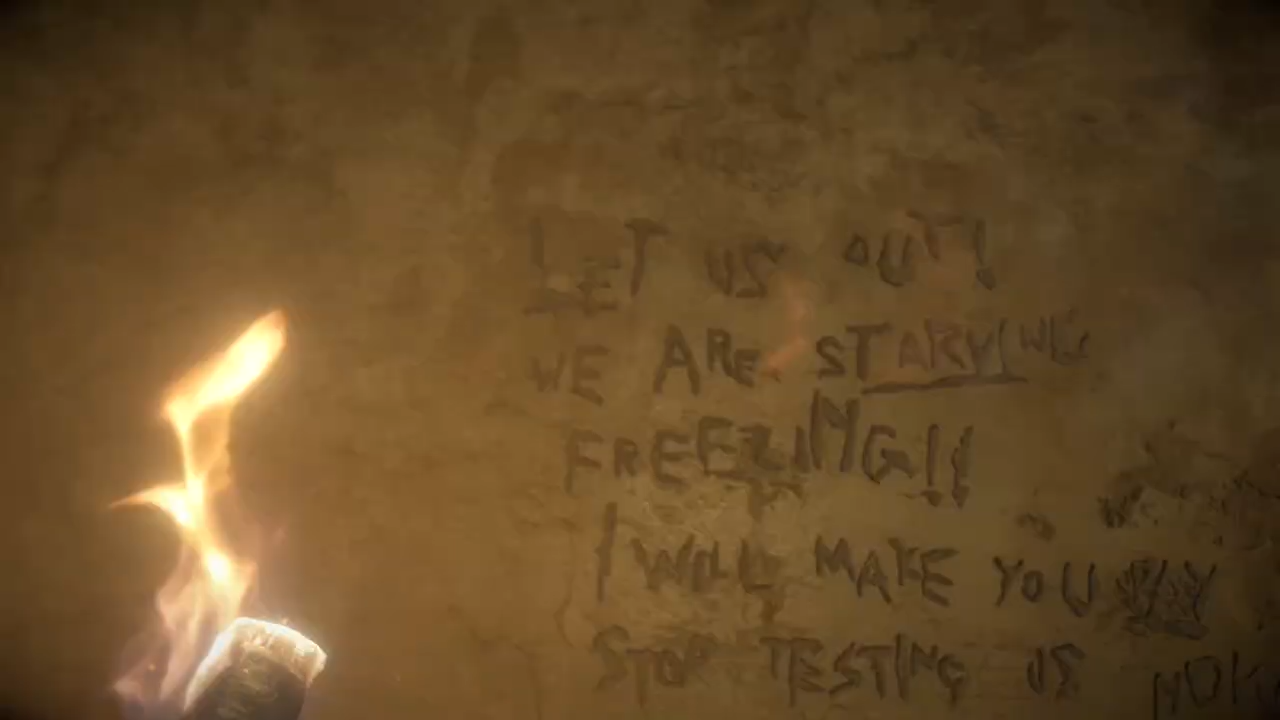 LET US OUT!
WE ARE STARVING
FREEZING!!
I WILL MAKE YOU
STOP TESTING US